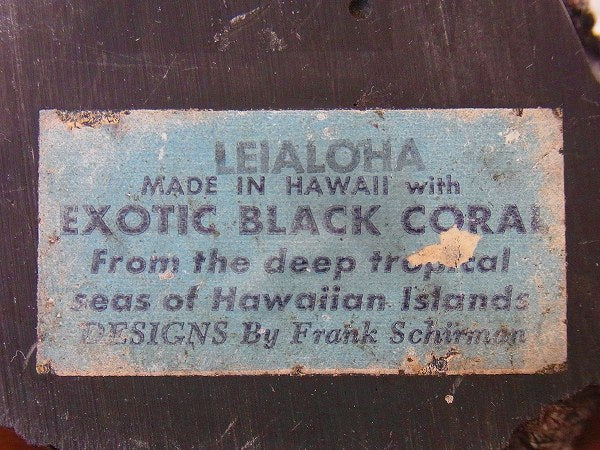 LEIALOHA
MADE IN HAWAII with
EXOTIC BLACK CORAL
From the deep tropical
seas of Hawaiian Islands
DESIGNS By Frank Schirman